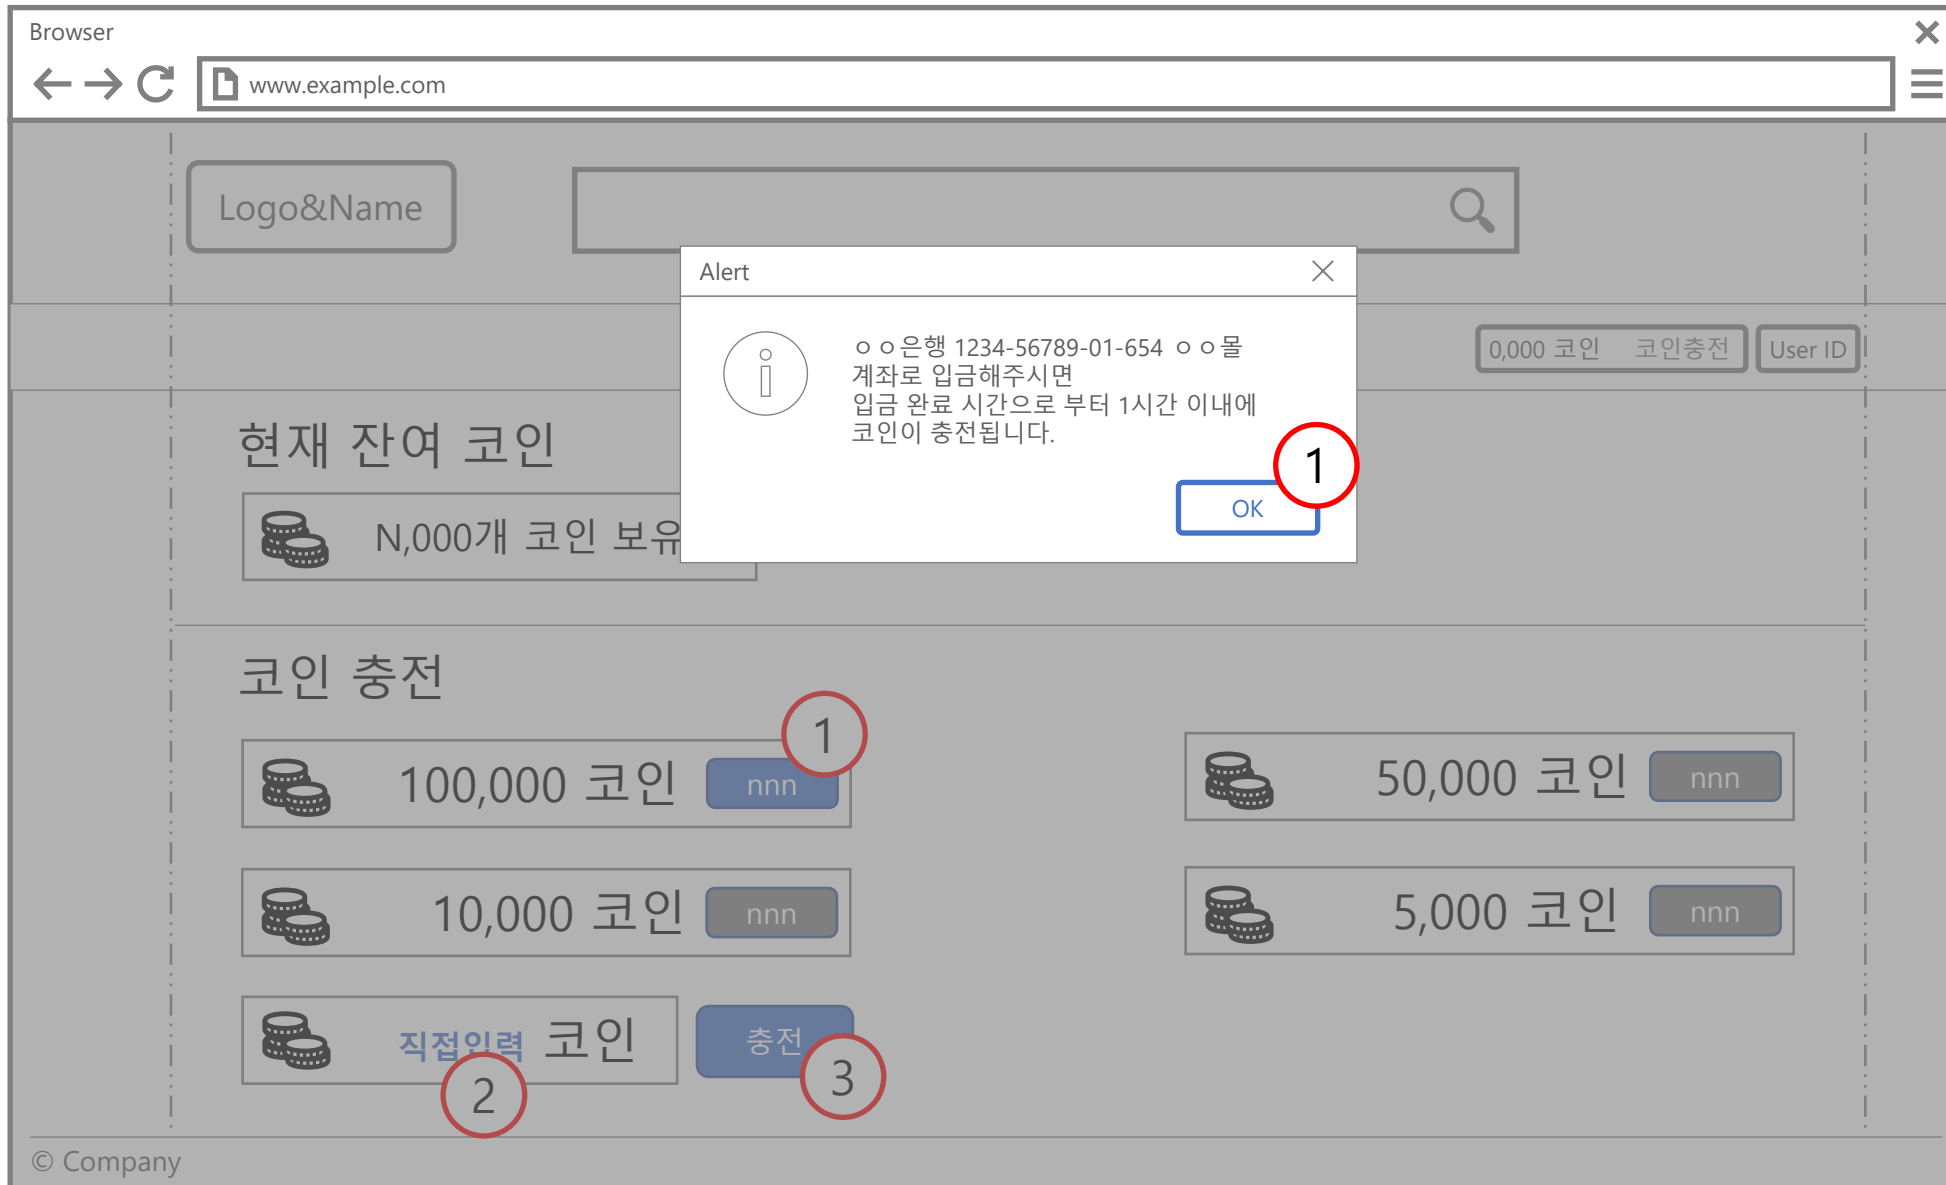 Browser
www.example.com
Logo&Name
Alert
ㅇㅇ은행 1234-56789-01-654 ㅇㅇ몰
계좌로 입금해주시면
입금 완료 시간으로 부터 1시간 이내에
코인이 충전됩니다.
1
OK
0,000 코인 코인충전 User ID
현재 잔여 코인
N,000개 코인 보유
코인 충전
1
100,000 코인 nnn
50,000 코인 nnn
10,000 코인 nnn
5,000 코인 nnn
직접입력 코인 충전
2
3
© Company